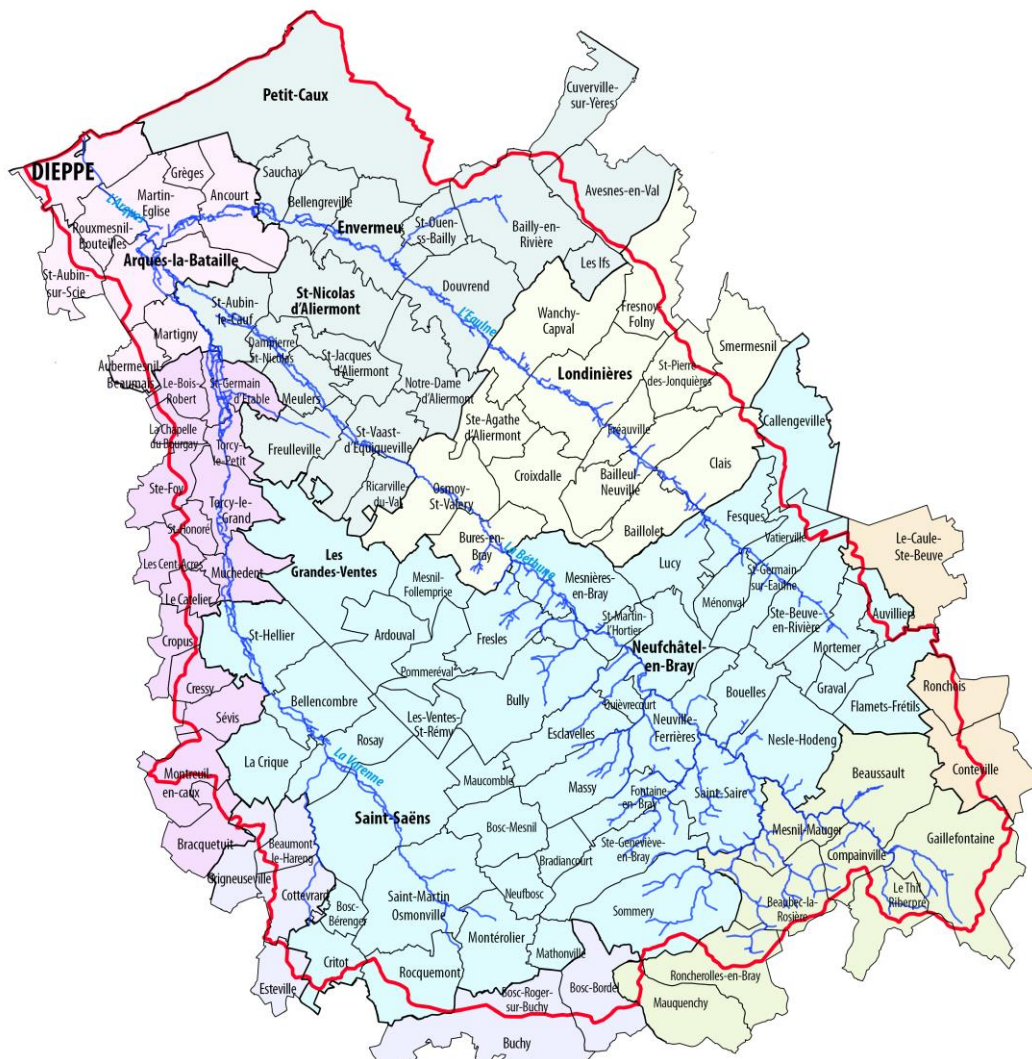 Cuverville-
sur-Yères
Petit-Caux
DIEPPE
Grèges
Sauchay
Avesnes-en-Val
Martin-
Eglise
Ancourt
Bellengreville
L'Arques
Envermeu
St-Ouen-
ss-Bailly
Bailly-en-
Rivière
Rouxmesnil-
Bouteilles
Arques-la-Bataille
Les Ifs
St-Aubin-
sur-Scie
St-Nicolas
d'Aliermont
Douvrend
St-Aubin-
le-Cauf
L'Eaulne
Wanchy-
Capval
Fresnoy-
Folny
Martigny
Dampierre-
St-Nicolas
Smermesnil
St-Jacques
d'Aliermont
Aubermesnil-
Beaumais
Le-Bois-
Robert
St-Germain
d'Etable
Meulers
Notre-Dame
d'Aliermont
Londinières
St-Pierre-
des-Jonquières
Callengeville
La Chapelle
du Bourgay
Torcy-
le-Petit
Freulleville
St-Vaast-
d'Equiqueville
Ste-Agathe
d'Aliermont
Fréauville
Croixdalle
Bailleul-
Neuville
Clais
Ste-Foy
Torcy-le-
Grand
Ricarville
du-Val
Osmoy-
St-Valery
St-Honoré
Baillolet
Fesques
Vatierville
Le-Caule-
Ste-Beuve
Les Cent-Acres
Les
Grandes-Ventes
Bures-en-
Bray
La Béthune
Lucy
Muchedent
Mesnil-
Follemprise
Mesnières-
en-Bray
St-Germain
sur-Eaulne
Le Catelier
Ménonval
Ste-Beuve-
en-Rivière
Auvilliers
St-Hellier
Ardouval
Fresles
St-Martin-
l'Hortier
Cropus
Neufchâtel
en-Bray
Mortemer
Pommeréval
Cressy
Bellencombre
Bully
Bouelles
Graval
Ronchois
Sévis
Les-Ventes-
St-Rémy
Quièvrecourt
Flamets-Frétils
Rosay
Esclavelles
Neuville-
Ferrières
Nesle-Hodeng
La Crique
La Varenne
Montreuil
en-caux
Maucomble
Massy
Beaussault
Conteville
Fontaine-
en-Bray
Saint-Saire
Saint-Saëns
Bosc-Mesnil
Mesnil-Mauger
Gaillefontaine
Bracquetuit
Beaumont
le-Hareng
Ste-Geneviève-
en-Bray
Bradiancourt
Compainville
Grigneuseville
Cottevrard
Saint-Martin
Osmonville
Neufbosc
Le Thil
Riberpré
Bosc-
Bérenger
Sommery
Beaubec-la-
Rosière
Montérolier
Mathonville
Critot
Rocquemont
Roncherolles-en-Bray
Esteville
Bosc-Roger-
sur-Buchy
Bosc-Bordel
Mauquenchy
Buchy